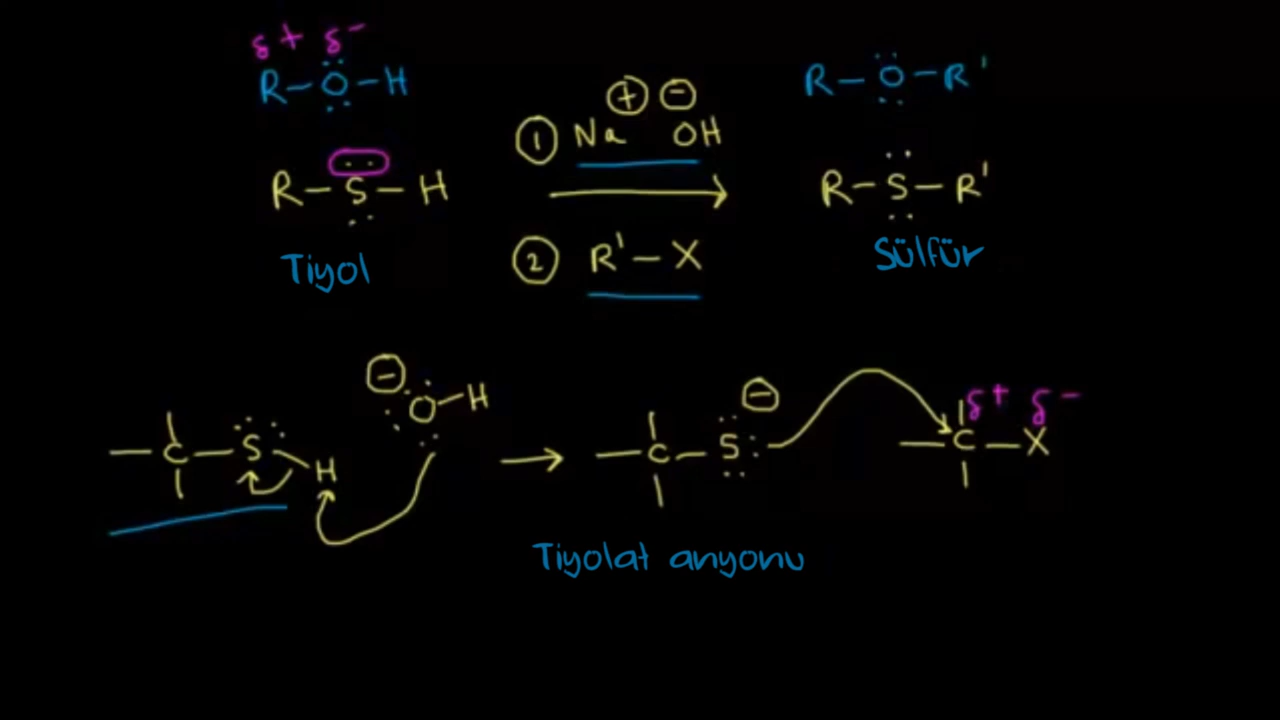 δ+ δ-
R-O-H
R-O-R'
① Na⊕ OH⊖
R-S-H
R-S-R'
Tiyol
② R'-X
Sülfür
⊖
O-H
-C-S-H
-C-S ⊖
δ+ δ-
-C-X
Tiyolat anyonu